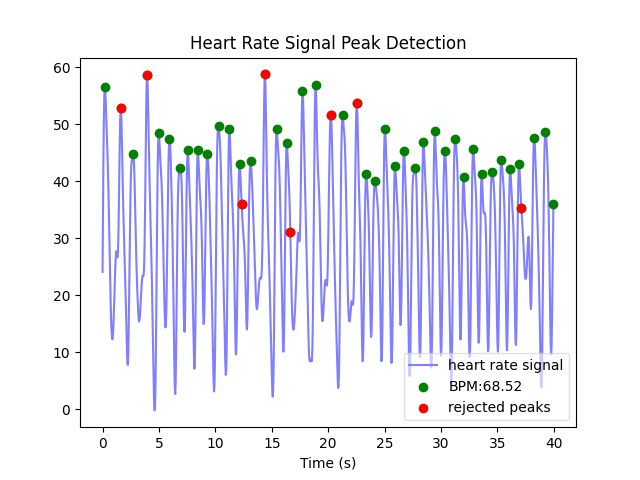 Heart Rate Signal Peak Detection
60
50
40
30
20
10
0
heart rate signal
BPM:68.52
rejected peaks
0 5 10 15 20 25 30 35 40
Time (s)